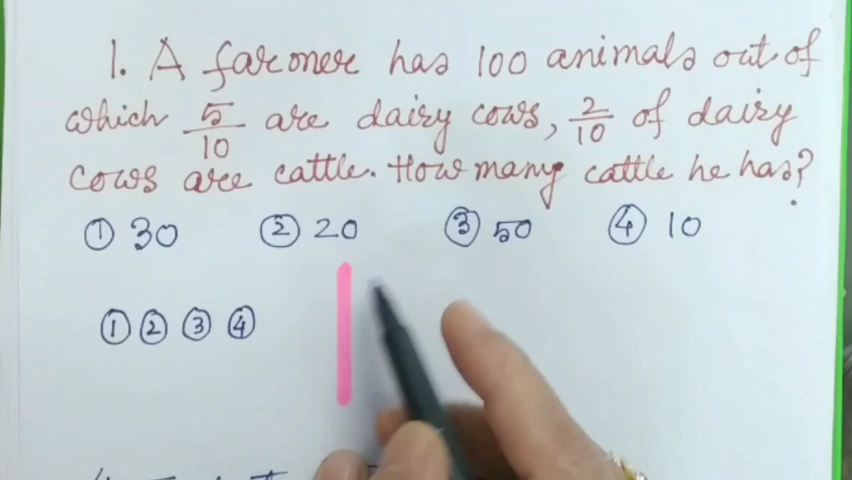 1. A farmer has 100 animals out of
which 5/10 are dairy cows, 2/10 of dairy
cows are cattle. How many cattle he has?
① 30 ② 20 ③ 50 ④ 10
① ② ③ ④